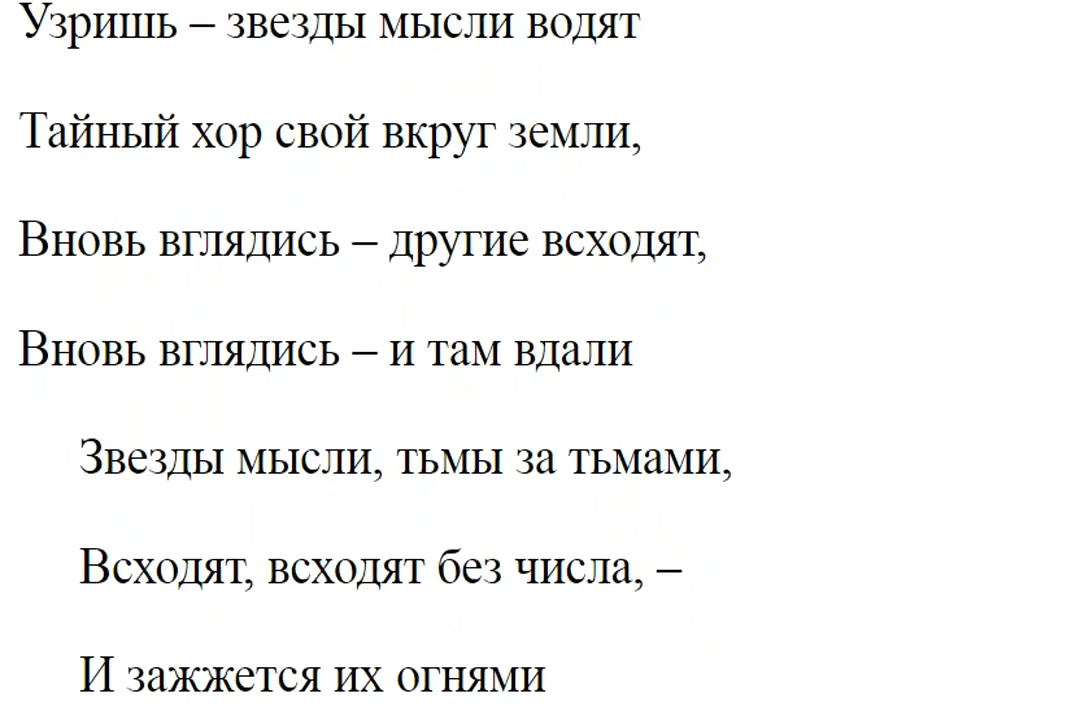 Узришь – звезды мысли водят
Тайный хор свой вкруг земли,
Вновь вглядись – другие всходят,
Вновь вглядись – и там вдали
Звезды мысли, тьмы за тьмами,
Всходят, всходят без числа, –
И зажжется их огнями